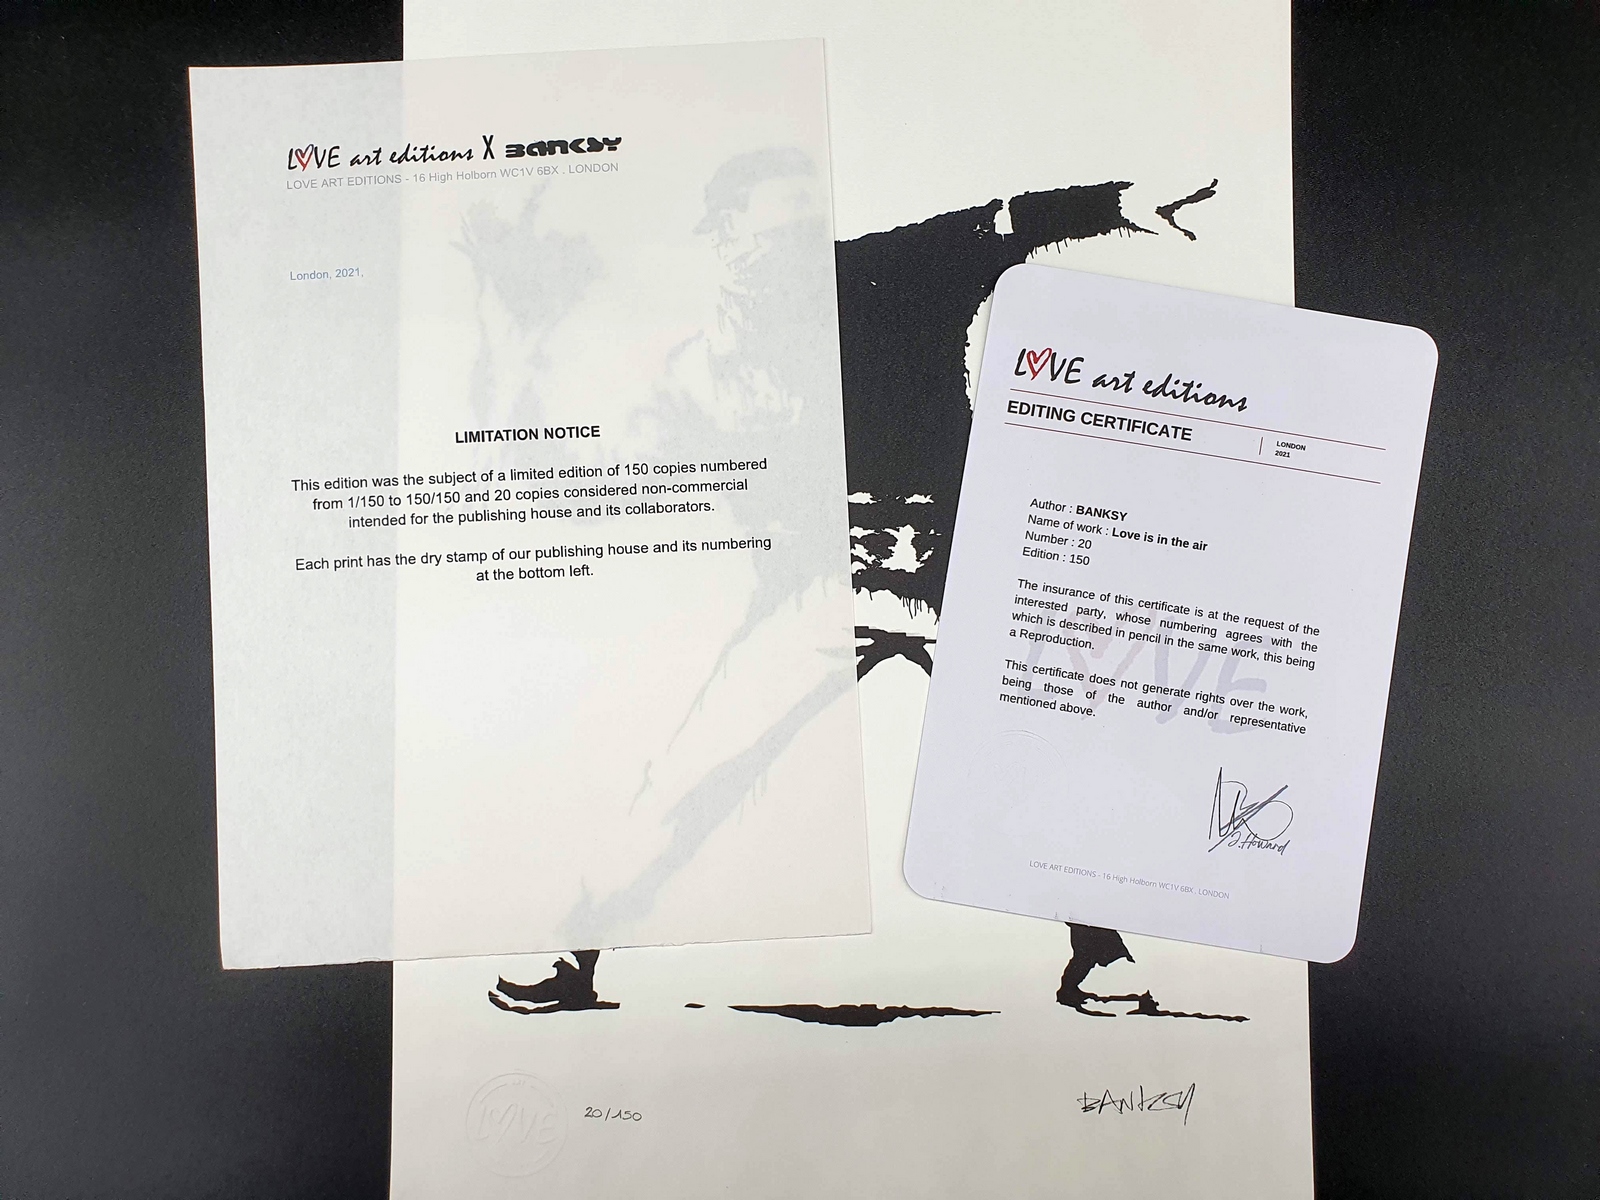 LOVE art editions X BANKSY
LOVE ART EDITIONS - 16 High Holborn WC1V 6BX . LONDON
London, 2021,
LIMITATION NOTICE
This edition was the subject of a limited edition of 150 copies numbered
from 1/150 to 150/150 and 20 copies considered non-commercial
intended for the publishing house and its collaborators.
Each print has the dry stamp of our publishing house and its numbering
at the bottom left.
LOVE art editions
EDITING CERTIFICATE
LONDON
2021
Author : BANKSY
Name of work : Love is in the air
Number : 20
Edition : 150
The insurance of this certificate is at the request of the
interested party, whose numbering agrees with the
which is described in pencil in the same work, this being
a Reproduction.
This certificate does not generate rights over the work,
being those of the author and/or representative
mentioned above.
LOVE
J.Howard
LOVE ART EDITIONS - 16 High Holborn WC1V 6BX . LONDON
LOVE
20/150
BANKSY